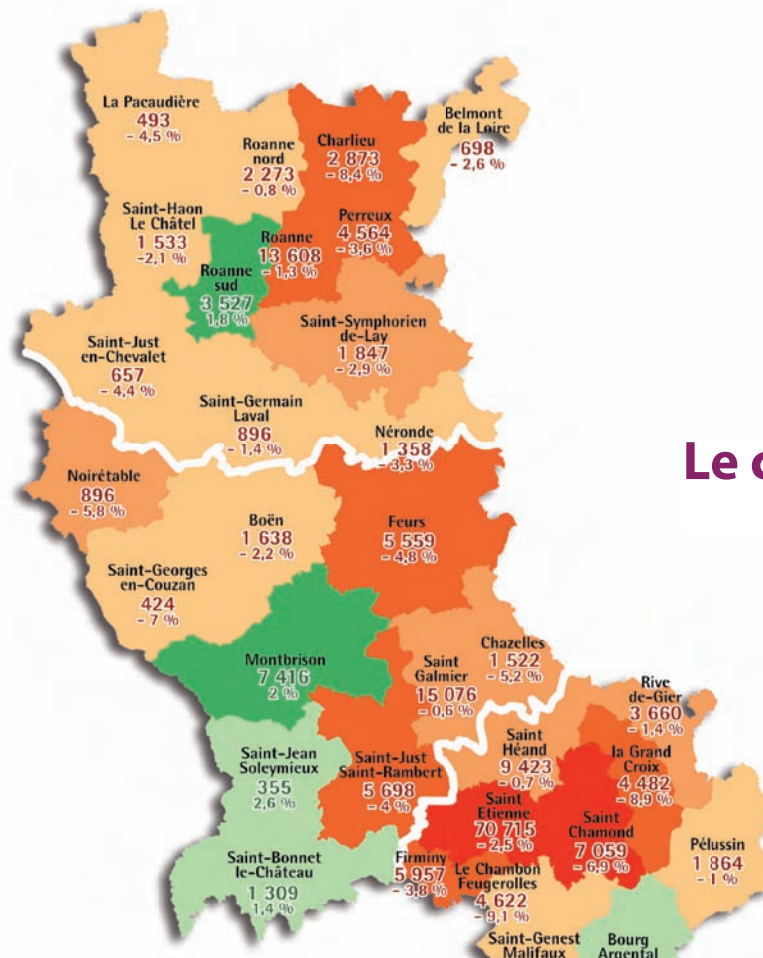 La Pacaudière
493
- 4,5 %
Roanne
nord
2 273
- 0,8 %
Charlieu
2 873
- 8,4 %
Belmont
de la Loire
698
- 2,6 %
Saint-Haon
Le Châtel
1 533
-2,1 %
Roanne
sud
3 527
1,8 %
Roanne
13 608
- 1,3 %
Perreux
4 564
- 3,6 %
Saint-Symphorien
de-Lay
1 847
- 2,9 %
Saint-Just
en-Chevalet
657
- 4,4 %
Saint-Germain
Laval
896
- 1,4 %
Néronde
1 358
- 3,3 %
Le c
Noirétable
896
- 5,8 %
Boën
1 638
- 2,2 %
Feurs
5 559
- 4,8 %
Saint-Georges
en-Couzan
424
- 7 %
Montbrison
7 416
2 %
Saint
Galmier
15 076
- 0,6 %
Chazelles
1 522
- 5,2 %
Rive
de-Gier
3 660
- 1,4 %
Saint-Jean
Soleymieux
355
2,6 %
Saint-Just
Saint-Rambert
5 698
- 4 %
Saint
Héand
9 423
- 0,7 %
la Grand
Croix
4 482
- 8,9 %
Saint
Etienne
70 715
- 2,5 %
Saint
Chamond
7 059
- 6,9 %
Pélussin
1 864
- 1 %
Saint-Bonnet
le-Château
1 309
1,4 %
Firminy
5 957
- 3,8 %
Le Chambon
Feugerolles
4 622
- 9,1 %
Saint-Genest
Malifaux
Bourg
Argental